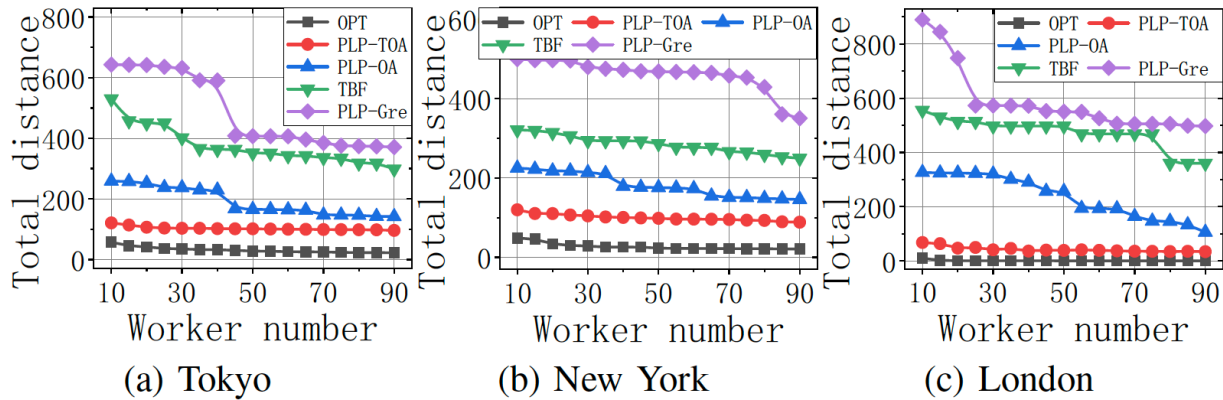 Total distance
800
600
400
200
0
10 30 50 70 90
Worker number
OPT
PLP-TOA
PLP-OA
TBF
PLP-Gre
(a) Tokyo
Total distance
600
400
200
0
10 30 50 70 90
Worker number
OPT PLP-TOA PLP-OA
TBF PLP-Gre
(b) New York
Total distance
800
600
400
200
0
10 30 50 70 90
Worker number
OPT PLP-TOA
PLP-OA
TBF PLP-Gre
(c) London